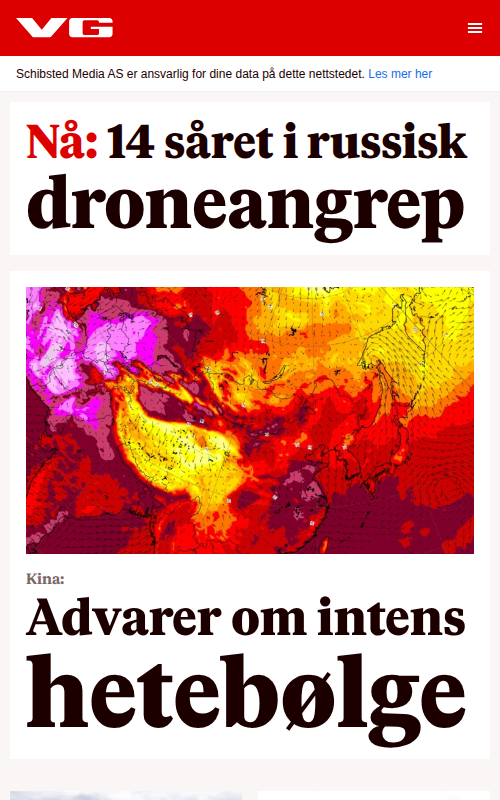 VG
Schibsted Media AS er ansvarlig for dine data på dette nettstedet. Les mer her
Nå: 14 såret i russisk
droneangrep
Kina:
Advarer om intens
hetebølge